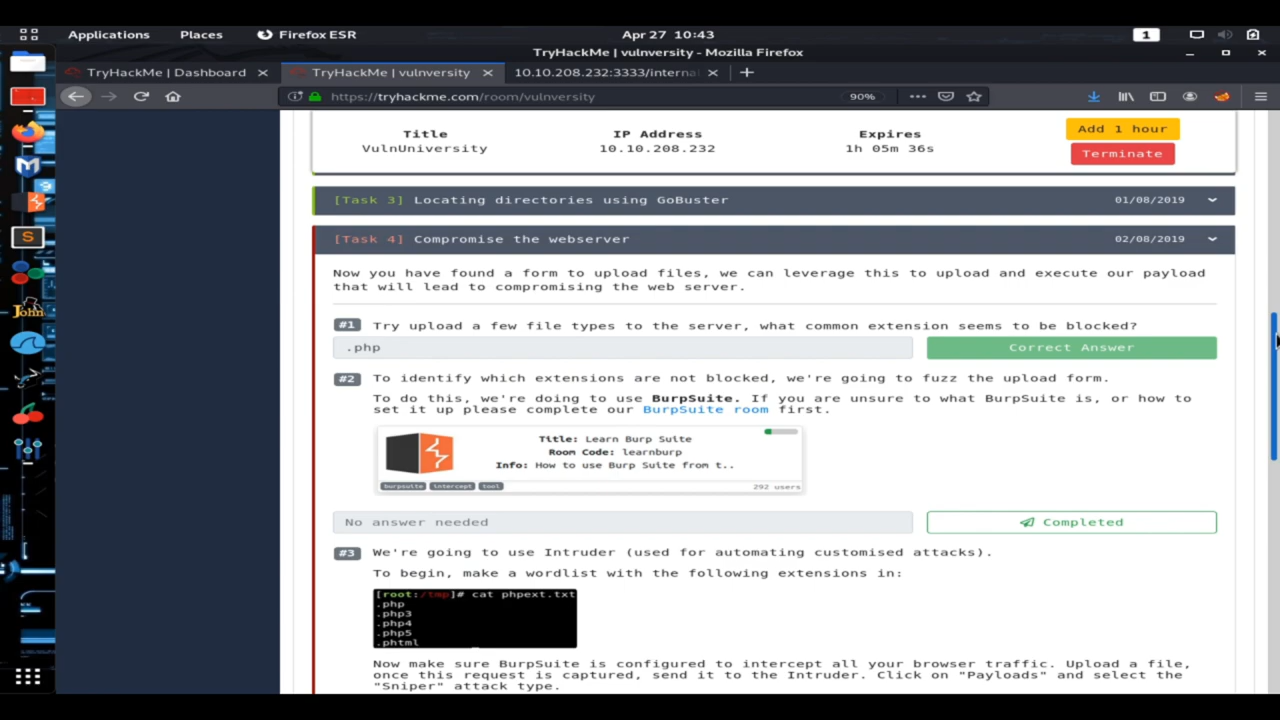 Applications Places Firefox ESR Apr 27 10:43 1
TryHackMe | vulnversity - Mozilla Firefox
TryHackMe | Dashboard TryHackMe | vulnversity 10.10.208.232:3333/interna
https://tryhackme.com/room/vulnversity 90%
Title IP Address Expires Add 1 hour
VulnUniversity 10.10.208.232 1h 05m 36s Terminate
[Task 3] Locating directories using GoBuster 01/08/2019
[Task 4] Compromise the webserver 02/08/2019
Now you have found a form to upload files, we can leverage this to upload and execute our payload
that will lead to compromising the web server.
#1 Try upload a few file types to the server, what common extension seems to be blocked?
.php Correct Answer
#2 To identify which extensions are not blocked, we're going to fuzz the upload form.
To do this, we're doing to use BurpSuite. If you are unsure to what BurpSuite is, or how to
set it up please complete our BurpSuite room first.
Title: Learn Burp Suite
Room Code: learnburp
Info: How to use Burp Suite from t..
burpsuite intercept tool 292 users
No answer needed Completed
#3 We're going to use Intruder (used for automating customised attacks).
To begin, make a wordlist with the following extensions in:
[root:/tmp]# cat phpext.txt
.php
.php3
.php4
.php5
.phtml
Now make sure BurpSuite is configured to intercept all your browser traffic. Upload a file,
once this request is captured, send it to the Intruder. Click on "Payloads" and select the
"Sniper" attack type.
John
S